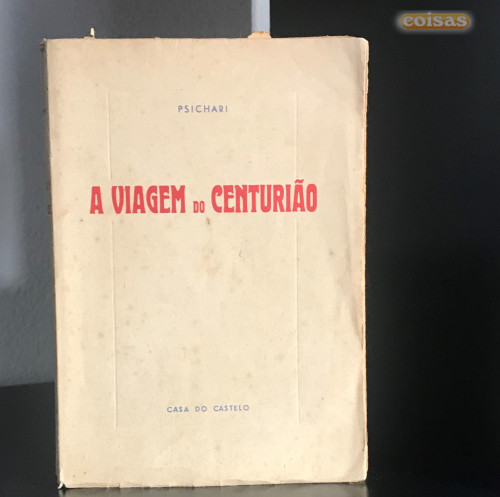 coisas
PSICHARI
A VIAGEM DO CENTURIÃO
CASA DO CASTELO